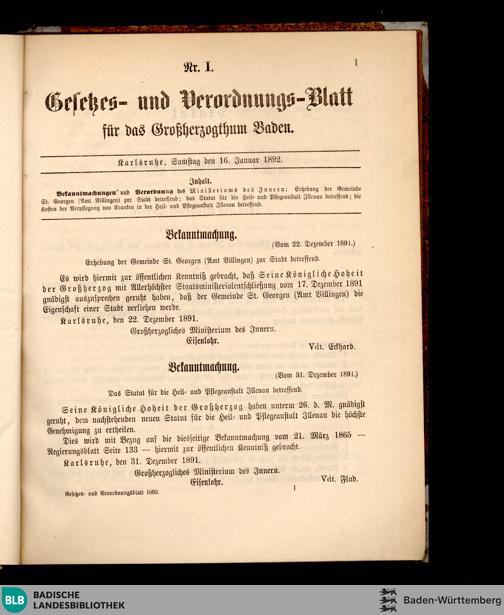 1
Nr. I.
Gesetzes- und Verordnungs-Blatt
für das Großherzogthum Baden.
Karlsruhe, Samstag den 16. Januar 1892.
Inhalt.
Bekanntmachungen und Verordnung des Ministeriums des Innern: Erhebung der Gemeinde
St. Georgen (Amt Villingen) zur Stadt betreffend; das Statut für die Heil- und Pflegeanstalt Illenau betreffend; die
Kosten der Verpflegung von Kranken in der Heil- und Pflegeanstalt Illenau betreffend.
Bekanntmachung.
(Vom 22. Dezember 1891.)
Erhebung der Gemeinde St. Georgen (Amt Villingen) zur Stadt betreffend.
Es wird hiermit zur öffentlichen Kenntniß gebracht, daß Seine Königliche Hoheit
der Großherzog mit Allerhöchster Staatsministerialentschließung vom 17. Dezember 1891
gnädigst auszusprechen geruht haben, daß der Gemeinde St. Georgen (Amt Villingen) die
Eigenschaft einer Stadt verliehen werde.
Karlsruhe, den 22. Dezember 1891.
Großherzogliches Ministerium des Innern.
Eisenlohr.
Vdt. Eckhard.
Bekanntmachung.
(Vom 31. Dezember 1891.)
Das Statut für die Heil- und Pflegeanstalt Illenau betreffend.
Seine Königliche Hoheit der Großherzog haben unterm 26. d. M. gnädigst
geruht, dem nachstehenden neuen Statut für die Heil- und Pflegeanstalt Illenau die höchste
Genehmigung zu ertheilen.
Dies wird mit Bezug auf die diesseitige Bekanntmachung vom 21. März 1865 —
Regierungsblatt Seite 133 — hiermit zur öffentlichen Kenntniß gebracht.
Karlsruhe, den 31. Dezember 1891.
Großherzogliches Ministerium des Innern.
Eisenlohr.
Vdt. Flad.
Gesetzes- und Verordnungsblatt 1892.
1
BLB
BADISCHE
LANDESBIBLIOTHEK
Baden-Württemberg